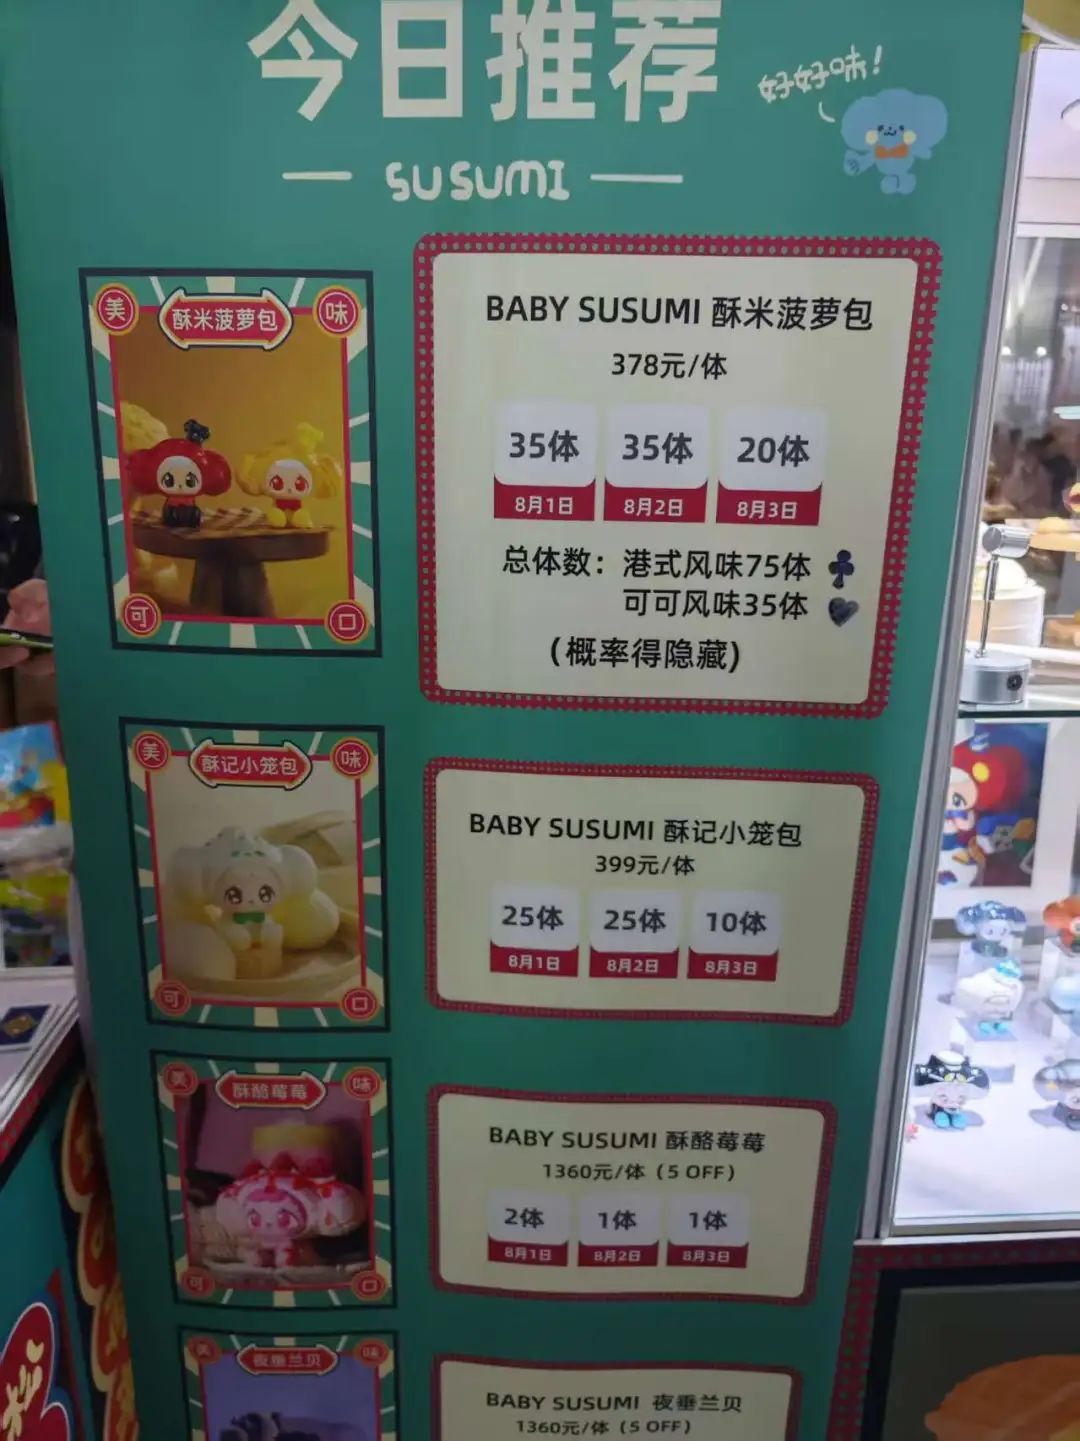 今日推荐
好好味！
SUSUMI
美 酥米菠萝包 味
可 口
BABY SUSUMI 酥米菠萝包
378元/体
35体 35体 20体
8月1日 8月2日 8月3日
总体数：港式风味75体 ♣
可可风味35体 ♥
(概率得隐藏)
美 酥记小笼包 味
可 口
BABY SUSUMI 酥记小笼包
399元/体
25体 25体 10体
8月1日 8月2日 8月3日
美 酥酪莓莓 味
可 口
BABY SUSUMI 酥酪莓莓
1360元/体（5 OFF）
2体 1体 1体
8月1日 8月2日 8月3日
美 夜垂兰贝 味
BABY SUSUMI 夜垂兰贝
1360元/体（5 OFF）